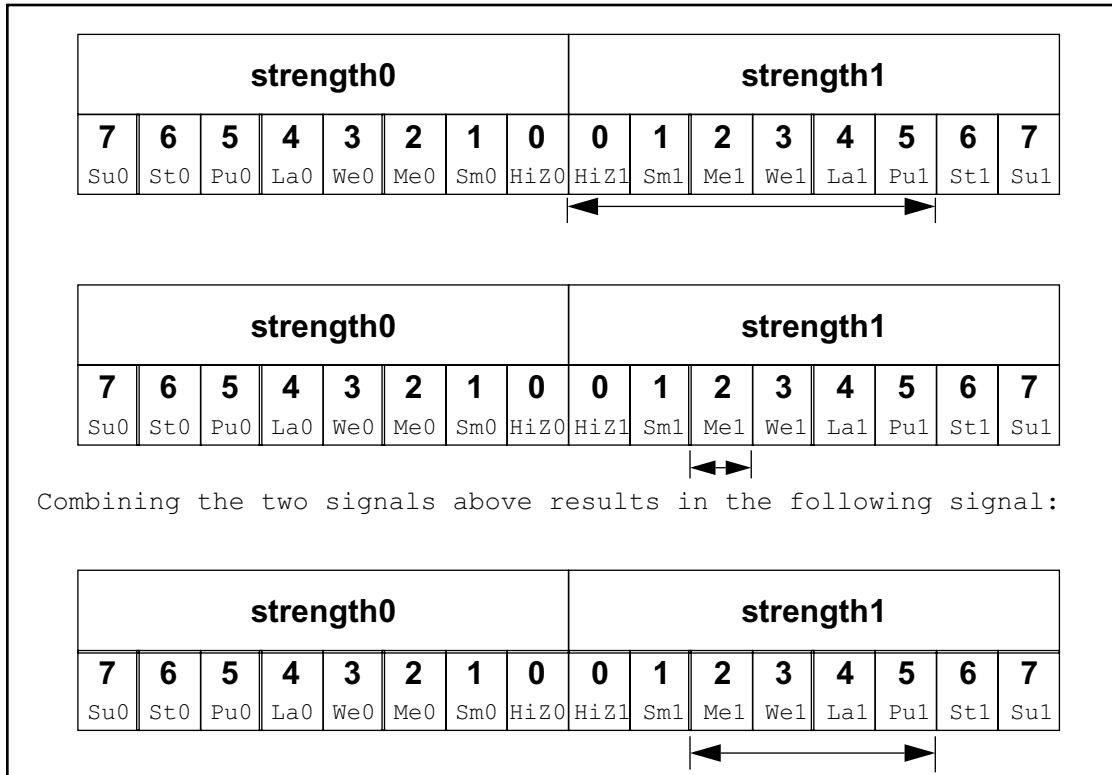 strength0 strength1
7 6 5 4 3 2 1 0 0 1 2 3 4 5 6 7
Su0 St0 Pu0 La0 We0 Me0 Sm0 HiZ0 HiZ1 Sm1 Me1 We1 La1 Pu1 St1 Su1
strength0 strength1
7 6 5 4 3 2 1 0 0 1 2 3 4 5 6 7
Su0 St0 Pu0 La0 We0 Me0 Sm0 HiZ0 HiZ1 Sm1 Me1 We1 La1 Pu1 St1 Su1
Combining the two signals above results in the following signal:
strength0 strength1
7 6 5 4 3 2 1 0 0 1 2 3 4 5 6 7
Su0 St0 Pu0 La0 We0 Me0 Sm0 HiZ0 HiZ1 Sm1 Me1 We1 La1 Pu1 St1 Su1